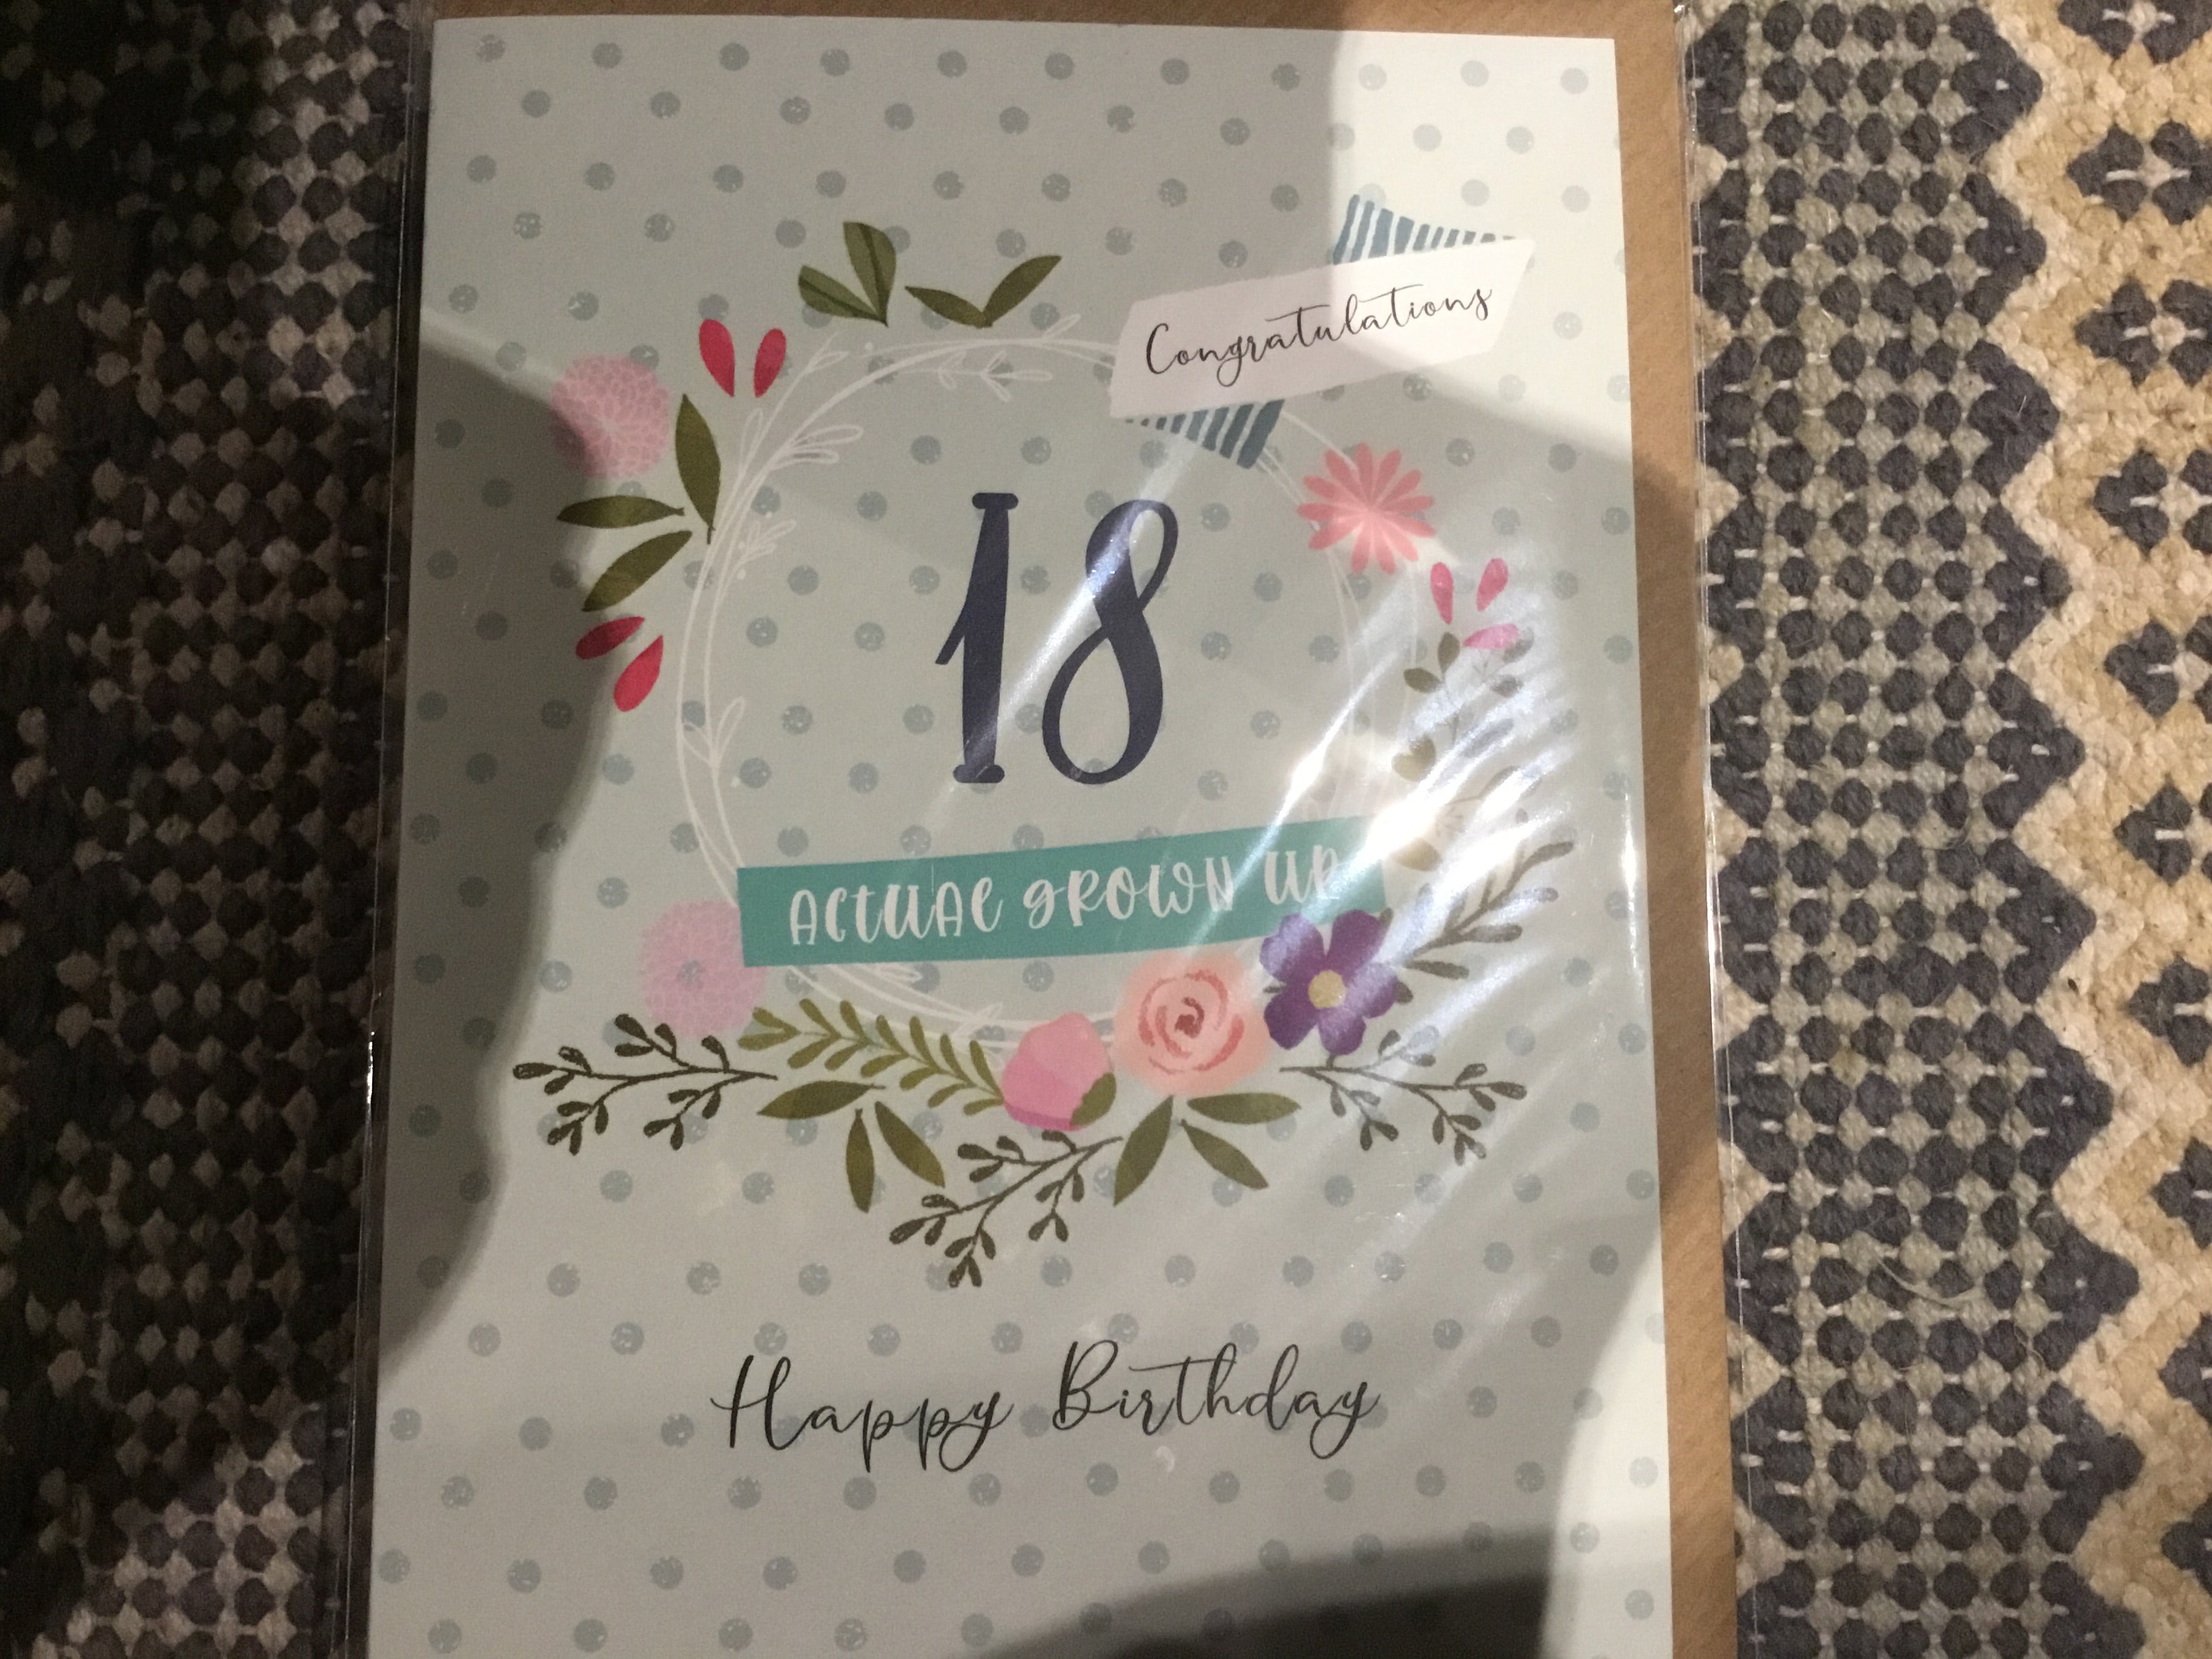 Congratulations
18
ACTUAL GROWN UP
Happy Birthday